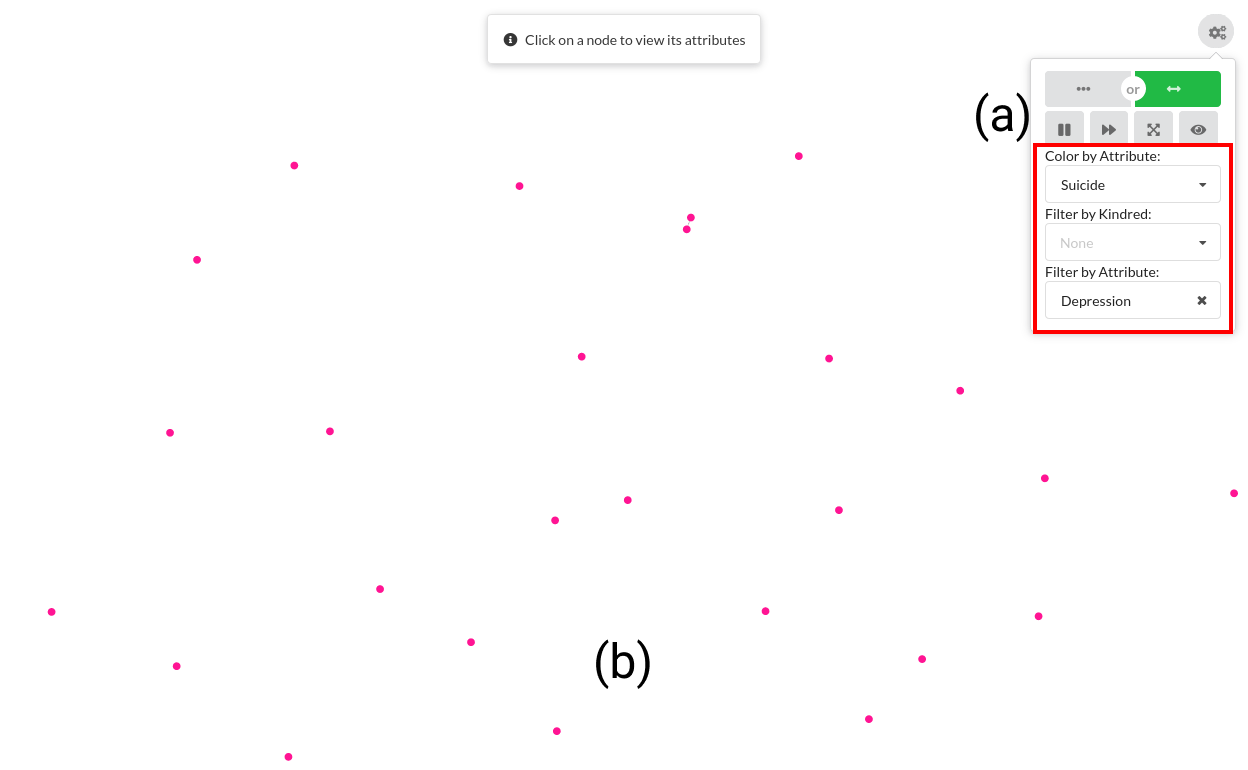 Click on a node to view its attributes
(a)
or
Color by Attribute:
Suicide
Filter by Kindred:
None
Filter by Attribute:
Depression
(b)